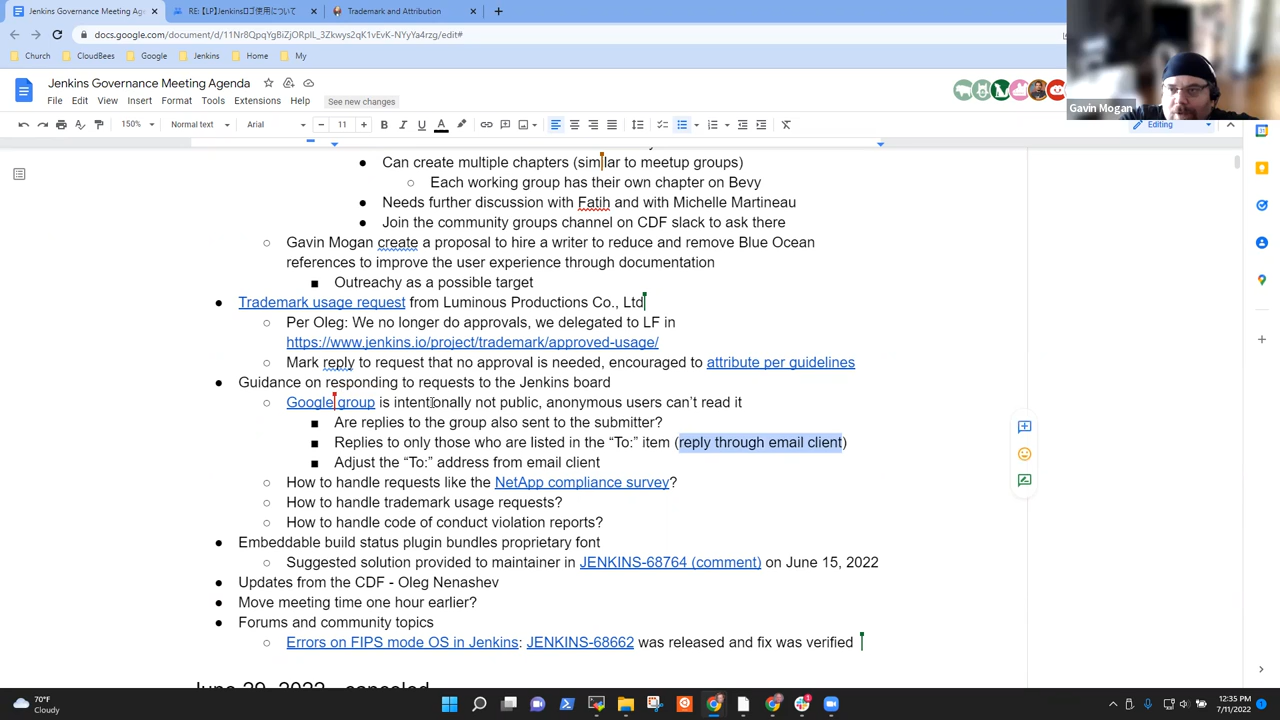 Jenkins Governance Meeting Agenda
RE: 【LP】Jenkinsロゴ使用について
Trademark and Attribution
docs.google.com/document/d/11Nr8QpqYgBiZjORplL_3Zkwys2qK1vEvK-NYyYa4rzg/edit#
Church
CloudBees
Google
Jenkins
Home
My
Jenkins Governance Meeting Agenda
File Edit View Insert Format Tools Extensions Help
See new changes
Gavin Mogan
150% Normal text Arial 11 Editing
Can create multiple chapters (similar to meetup groups)
Each working group has their own chapter on Bevy
Needs further discussion with Fatih and with Michelle Martineau
Join the community groups channel on CDF slack to ask there
Gavin Mogan create a proposal to hire a writer to reduce and remove Blue Ocean
references to improve the user experience through documentation
Outreachy as a possible target
Trademark usage request from Luminous Productions Co., Ltd
Per Oleg: We no longer do approvals, we delegated to LF in
https://www.jenkins.io/project/trademark/approved-usage/
Mark reply to request that no approval is needed, encouraged to attribute per guidelines
Guidance on responding to requests to the Jenkins board
Google group is intentionally not public, anonymous users can't read it
Are replies to the group also sent to the submitter?
Replies to only those who are listed in the “To:” item (reply through email client)
Adjust the “To:” address from email client
How to handle requests like the NetApp compliance survey?
How to handle trademark usage requests?
How to handle code of conduct violation reports?
Embeddable build status plugin bundles proprietary font
Suggested solution provided to maintainer in JENKINS-68764 (comment) on June 15, 2022
Updates from the CDF - Oleg Nenashev
Move meeting time one hour earlier?
Forums and community topics
Errors on FIPS mode OS in Jenkins: JENKINS-68662 was released and fix was verified
June 29, 2022 - canceled
70°F
Cloudy
12:35 PM
7/11/2022